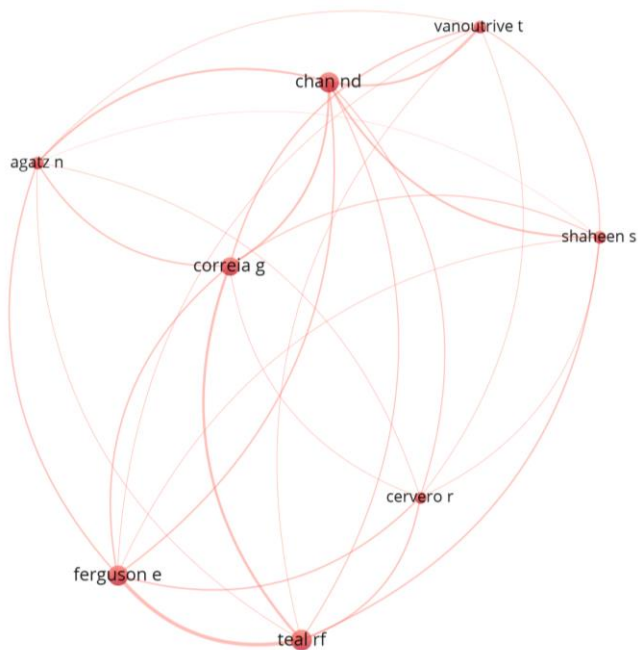 vanoutrive t
chan nd
agatz n
shaheen s
correia g
cervero r
ferguson e
teal rf